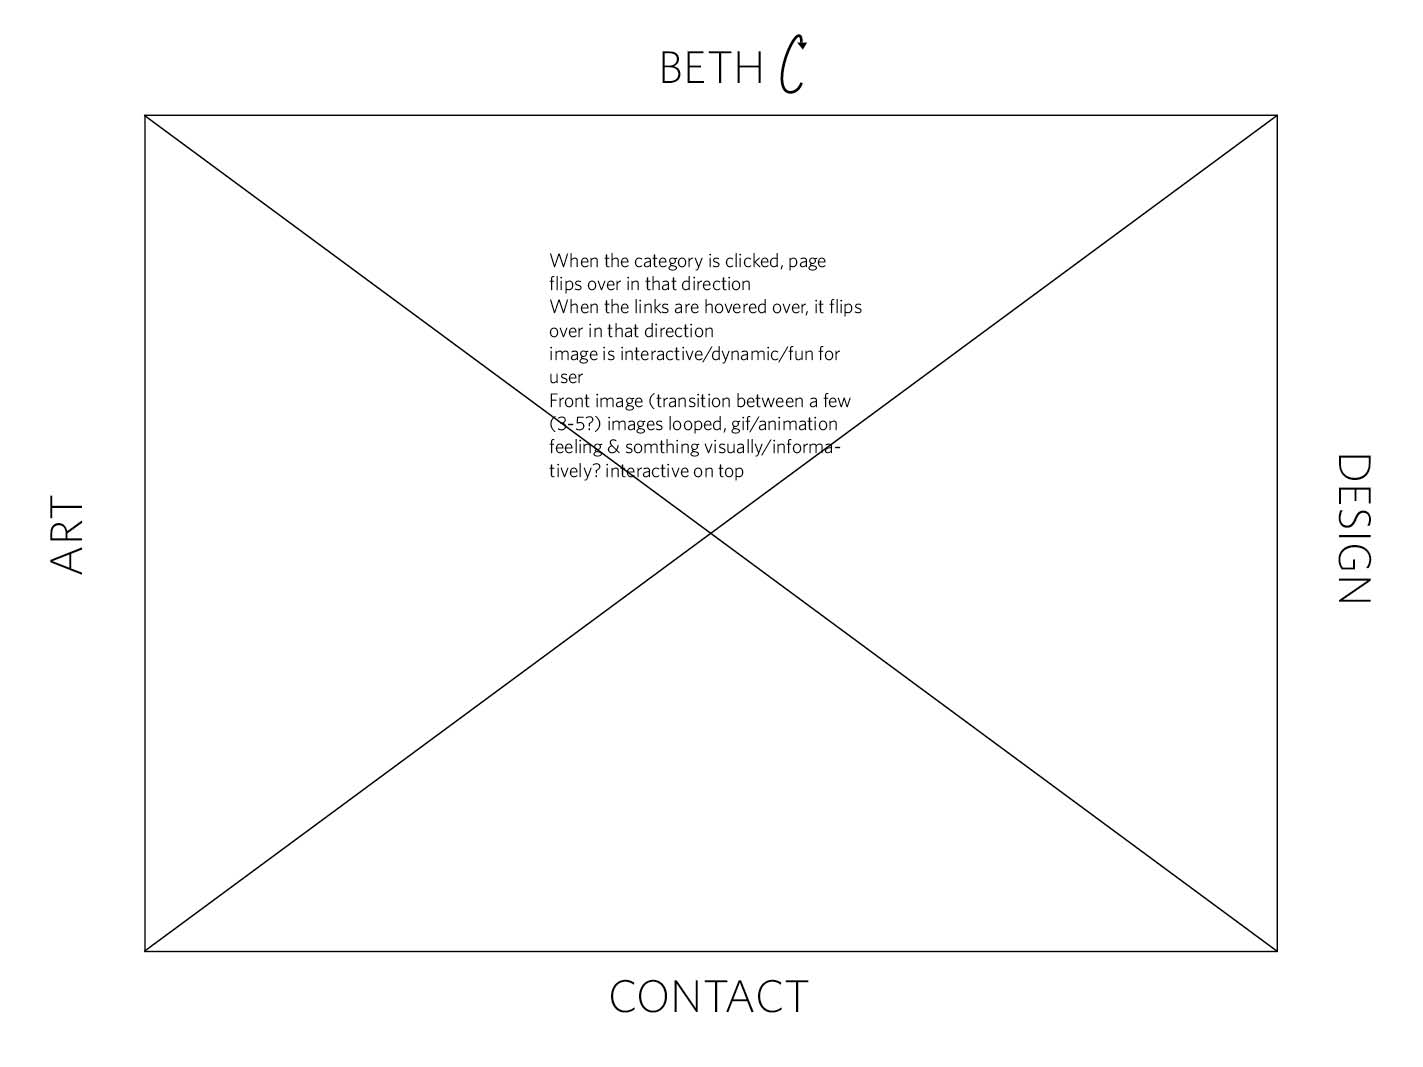 BETH C
When the category is clicked, page
flips over in that direction
When the links are hovered over, it flips
over in that direction
image is interactive/dynamic/fun for
user
Front image (transition between a few
(3-5?) images looped, gif/animation
feeling & somthing visually/informa-
tively? interactive on top
ART
DESIGN
CONTACT